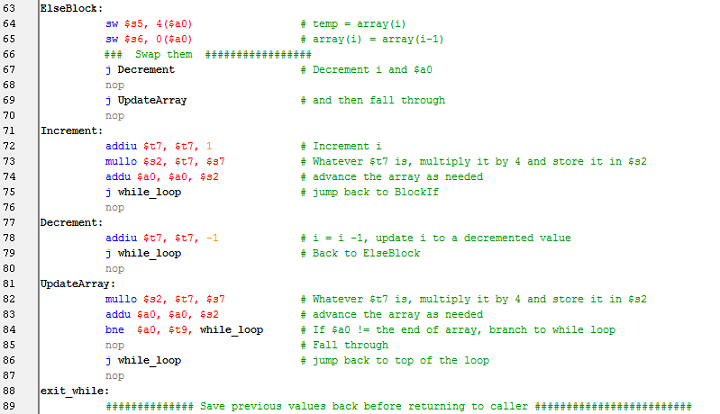 63 ElseBlock:
64 sw $s5, 4($a0) # temp = array(i)
65 sw $s6, 0($a0) # array(i) = array(i-1)
66 ### Swap them #################
67 j Decrement # Decrement i and $a0
68 nop
69 j UpdateArray # and then fall through
70 nop
71 Increment:
72 addiu $t7, $t7, 1 # Increment i
73 mullo $s2, $t7, $s7 # Whatever $t7 is, multiply it by 4 and store it in $s2
74 addu $a0, $a0, $s2 # advance the array as needed
75 j while_loop # jump back to BlockIf
76 nop
77 Decrement:
78 addiu $t7, $t7, -1 # i = i -1, update i to a decremented value
79 j while_loop # Back to ElseBlock
80 nop
81 UpdateArray:
82 mullo $s2, $t7, $s7 # Whatever $t7 is, multiply it by 4 and store it in $s2
83 addu $a0, $a0, $s2 # advance the array as needed
84 bne $a0, $t9, while_loop # If $a0 != the end of array, branch to while loop
85 nop # Fall through
86 j while_loop # jump back to top of the loop
87 nop
88 exit_while:
89 ############## Save previous values back before returning to caller #########################